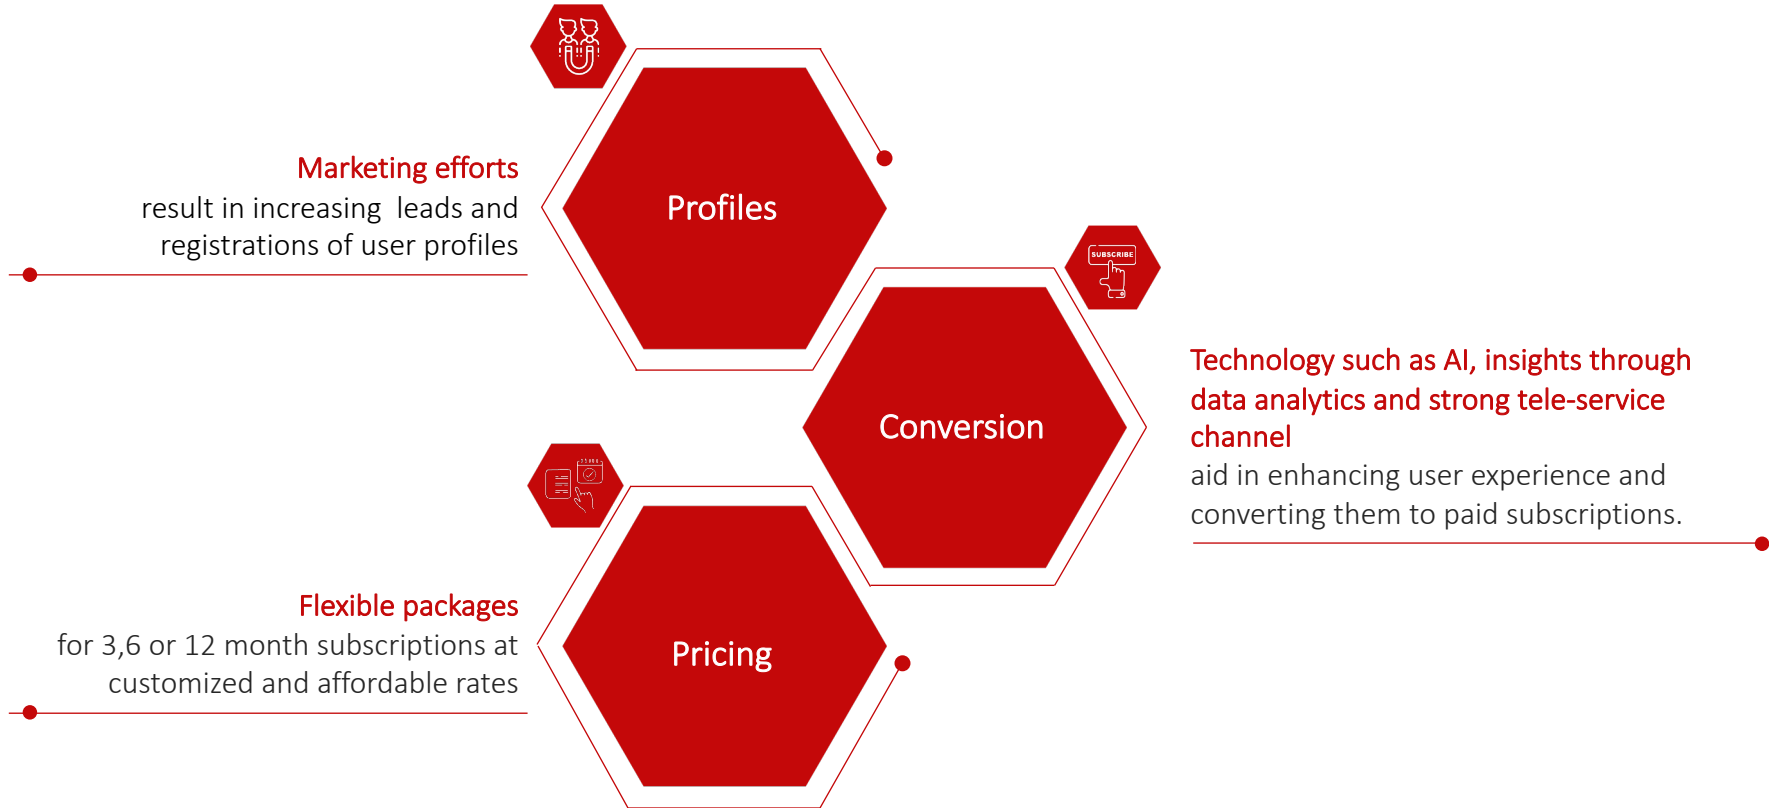 Marketing efforts
result in increasing  leads and
registrations of user profiles
Profiles
SUBSCRIBE
Conversion
Technology such as AI, insights through
data analytics and strong tele-service
channel
aid in enhancing user experience and
converting them to paid subscriptions.
Flexible packages
for 3,6 or 12 month subscriptions at
customized and affordable rates
Pricing